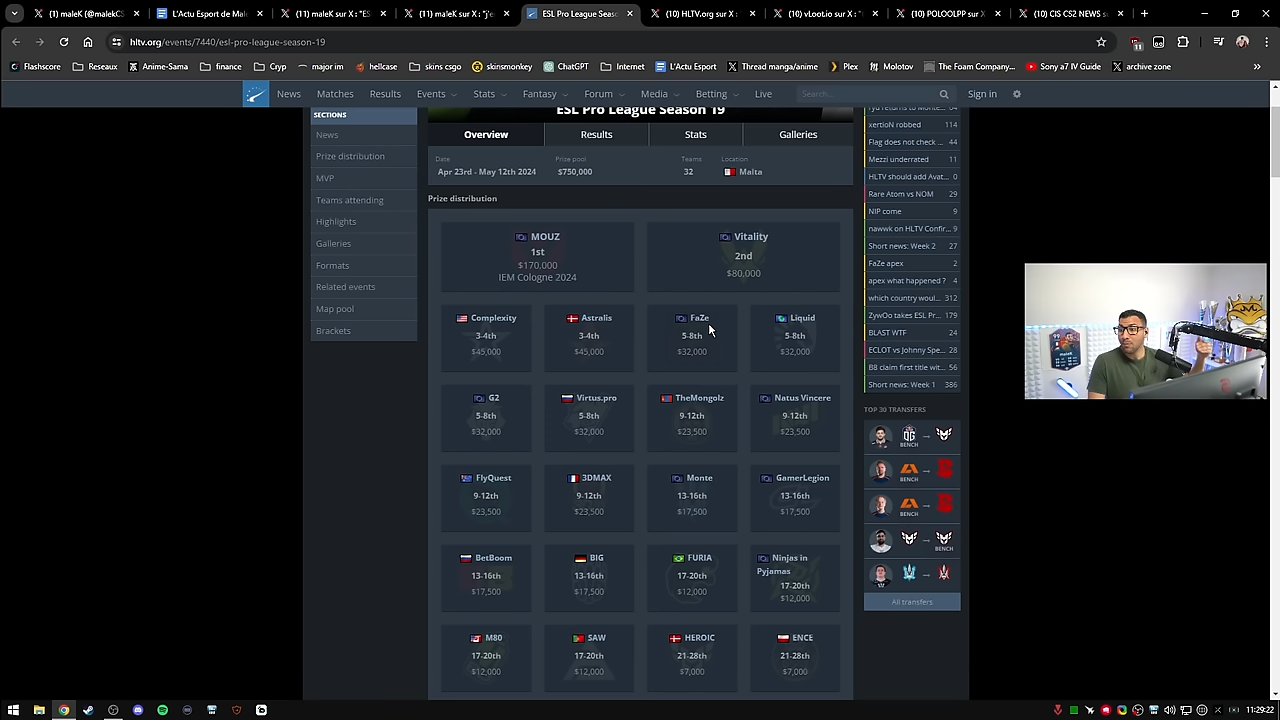 (1) maleK (@malekCS
L'Actu Esport de Male
(11) maleK sur X : "ES
(4) maleK sur X : "j'e
ESL Pro League Seaso
(10) HLTV.org sur X :
(10) vLoot.io sur X : "
(10) POLOOLPP sur X
(10) CIS CS2 NEWS su
hltv.org/events/7440/esl-pro-league-season-19
11
Flashscore
Reseaux
Anime-Sama
finance
Cryp
major im
hellcase
skins csgo
skinsmonkey
ChatGPT
Internet
L'Actu Esport
Thread manga/anime
Plex
Molotov
The Foam Company...
Sony a7 IV Guide
archive zone
News
Matches
Results
Events
Stats
Fantasy
Forum
Media
Betting
Live
Search...
Sign in
SECTIONS
News
Prize distribution
MVP
Teams attending
Highlights
Galleries
Formats
Related events
Map pool
Brackets
ESL Pro League Season 19
Overview
Results
Stats
Galleries
Date
Prize pool
Teams
Location
Apr 23rd - May 12th 2024
$750,000
32
Malta
Prize distribution
MOUZ
1st
$170,000
IEM Cologne 2024
Vitality
2nd
$80,000
Complexity
3-4th
$45,000
Astralis
3-4th
$45,000
FaZe
5-8th
$32,000
Liquid
5-8th
$32,000
G2
5-8th
$32,000
Virtus.pro
5-8th
$32,000
TheMongolz
9-12th
$23,500
Natus Vincere
9-12th
$23,500
FlyQuest
9-12th
$23,500
3DMAX
9-12th
$23,500
Monte
13-16th
$17,500
GamerLegion
13-16th
$17,500
BetBoom
13-16th
$17,500
BIG
13-16th
$17,500
FURIA
17-20th
$12,000
Ninjas in
Pyjamas
17-20th
$12,000
M80
17-20th
$12,000
SAW
17-20th
$12,000
HEROIC
21-28th
$7,000
ENCE
21-28th
$7,000
xertioN robbed 114
Flag does not check ... 44
Mezzi underrated 11
HLTV should add Avat... 0
Rare Atom vs NOM 29
NIP come 9
nawwk on HLTV Confir... 9
Short news: Week 2 27
FaZe apex 2
apex what happened ? 4
which country woul... 312
ZywOo takes ESL Pr... 179
BLAST WTF 24
ECLOT vs Johnny Spe... 28
B8 claim first title wit... 56
Short news: Week 1 386
TOP 30 TRANSFERS
BENCH
BENCH
BENCH
BENCH
All transfers
maleK
11:29:22